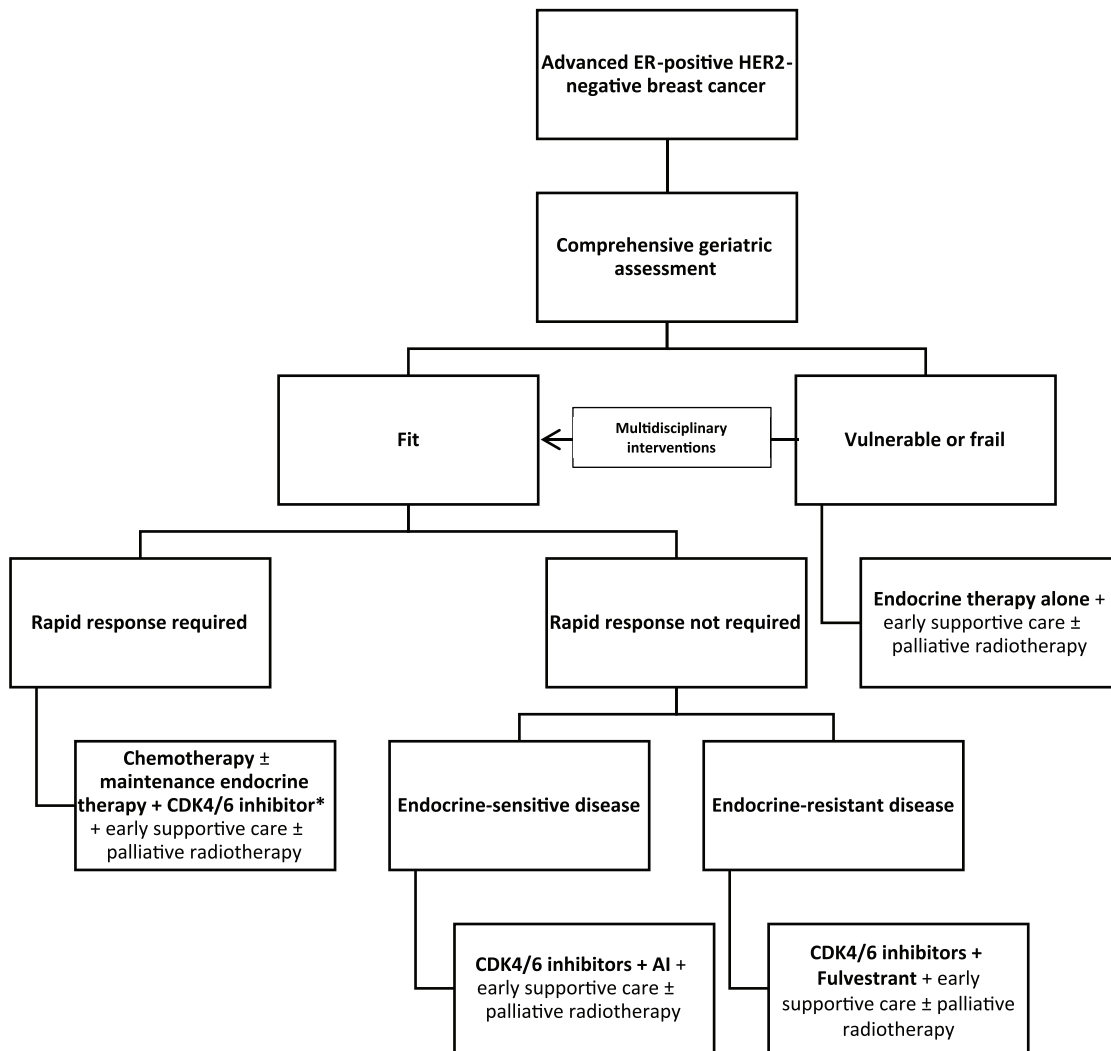 Advanced ER-positive HER2-
negative breast cancer
Comprehensive geriatric
assessment
Fit
Multidisciplinary
interventions
Vulnerable or frail
Rapid response required
Rapid response not required
Endocrine therapy alone +
early supportive care ±
palliative radiotherapy
Chemotherapy ±
maintenance endocrine
therapy + CDK4/6 inhibitor*
+ early supportive care ±
palliative radiotherapy
Endocrine-sensitive disease
Endocrine-resistant disease
CDK4/6 inhibitors + AI +
early supportive care ±
palliative radiotherapy
CDK4/6 inhibitors +
Fulvestrant + early
supportive care ± palliative
radiotherapy